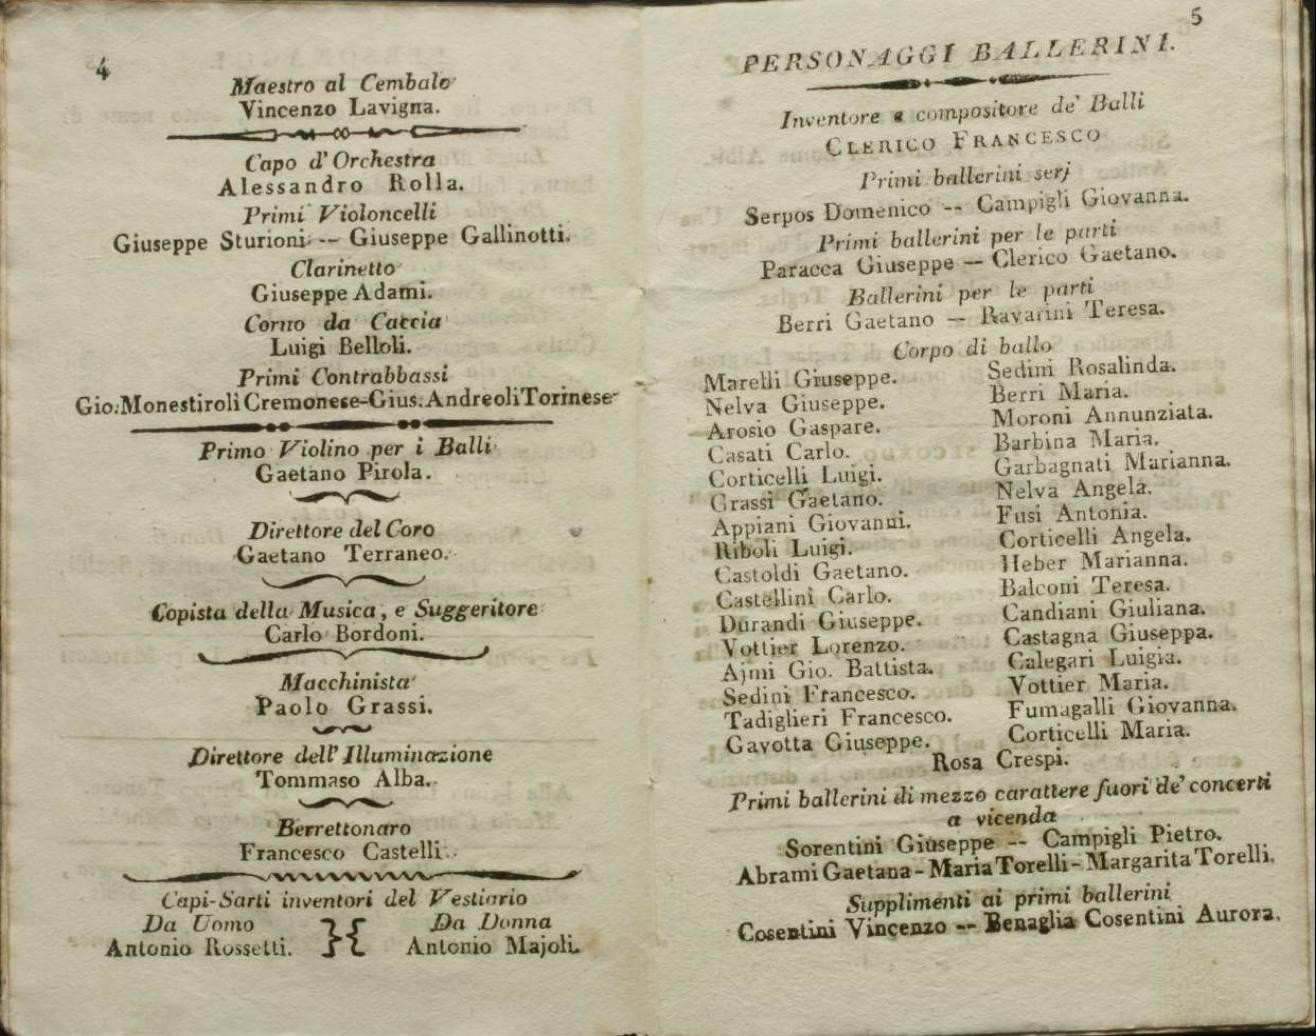 4
Maestro al Cembalo
Vincenzo Lavigna.
Capo d'Orchestra
Alessandro Rolla.
Primi Violoncelli
Giuseppe Sturioni -- Giuseppe Gallinotti.
Clarinetto
Giuseppe Adami.
Corno da Caccia
Luigi Belloli.
Primi Contrabbassi
Gio. Monestiroli Cremonese-Gius. Andreoli Torinese
Primo Violino per i Balli
Gaetano Pirola.
Direttore del Coro
Gaetano Terraneo.
Copista della Musica, e Suggeritore
Carlo Bordoni.
Macchinista
Paolo Grassi.
Direttore dell' Illuminazione
Tommaso Alba.
Berrettonaro
Francesco Castelli.
Capi-Sarti inventori del Vestiario
Da Uomo Da Donna
Antonio Rossetti. }{ Antonio Majoli.
5
PERSONAGGI BALLERINI.
Inventore e compositore de' Balli
CLERICO FRANCESCO
Primi ballerini serj
Serpos Domenico -- Campigli Giovanna.
Primi ballerini per le parti
Paracca Giuseppe -- Clerico Gaetano.
Ballerini per le parti
Berri Gaetano -- Ravarini Teresa.
Corpo di ballo
Marelli Giuseppe.
Nelva Giuseppe.
Arosio Gaspare.
Casati Carlo.
Corticelli Luigi.
Grassi Gaetano.
Appiani Giovanni.
Riboli Luigi.
Castoldi Gaetano.
Castellini Carlo.
Durandi Giuseppe.
Vottier Lorenzo.
Ajmi Gio. Battista.
Sedini Francesco.
Tadiglieri Francesco.
Gavotta Giuseppe.
Sedini Rosalinda.
Berri Maria.
Moroni Annunziata.
Barbina Maria.
Garbagnati Marianna.
Nelva Angela.
Fusi Antonia.
Corticelli Angela.
Heber Marianna.
Balconi Teresa.
Candiani Giuliana.
Castagna Giuseppa.
Calegari Luigia.
Vottier Maria.
Fumagalli Giovanna.
Corticelli Maria.
Rosa Crespi.
Primi ballerini di mezzo carattere fuori de' concerti
a vicenda
Sorentini Giuseppe -- Campigli Pietro.
Abrami Gaetana - Maria Torelli - Margarita Torelli.
Supplimenti ai primi ballerini
Cosentini Vincenzo -- Benaglia Cosentini Aurora.